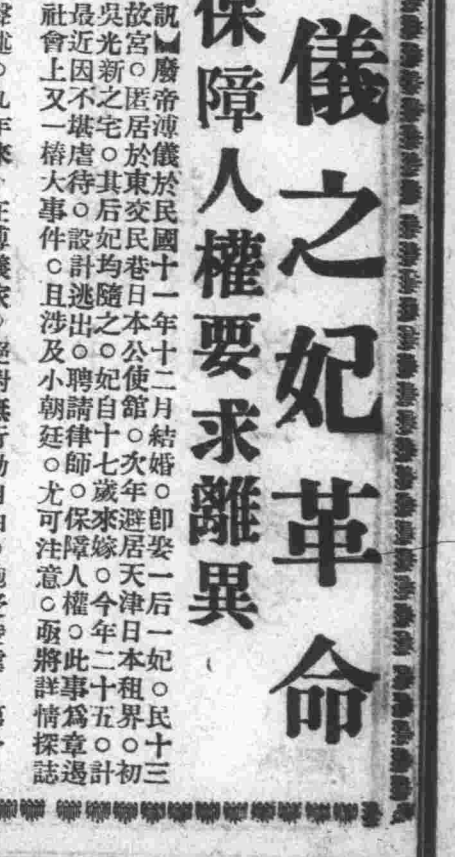 儀之妃革命
保障人權要求離異
訊】廢帝溥儀於民國十一年十二月結婚。卽娶一后一妃。民十三
故宮。匿居於東交民巷日本公使館。次年避居天津日本租界。初
吳光新之宅。其后妃均隨之。妃自十七歲來嫁。今年二十五。計
最近因不堪虐待。設計逃出。聘請律師。保障人權。此事爲章遏
社會上又一樁大事件。且涉及小朝廷。尤可注意。亟將詳情探誌